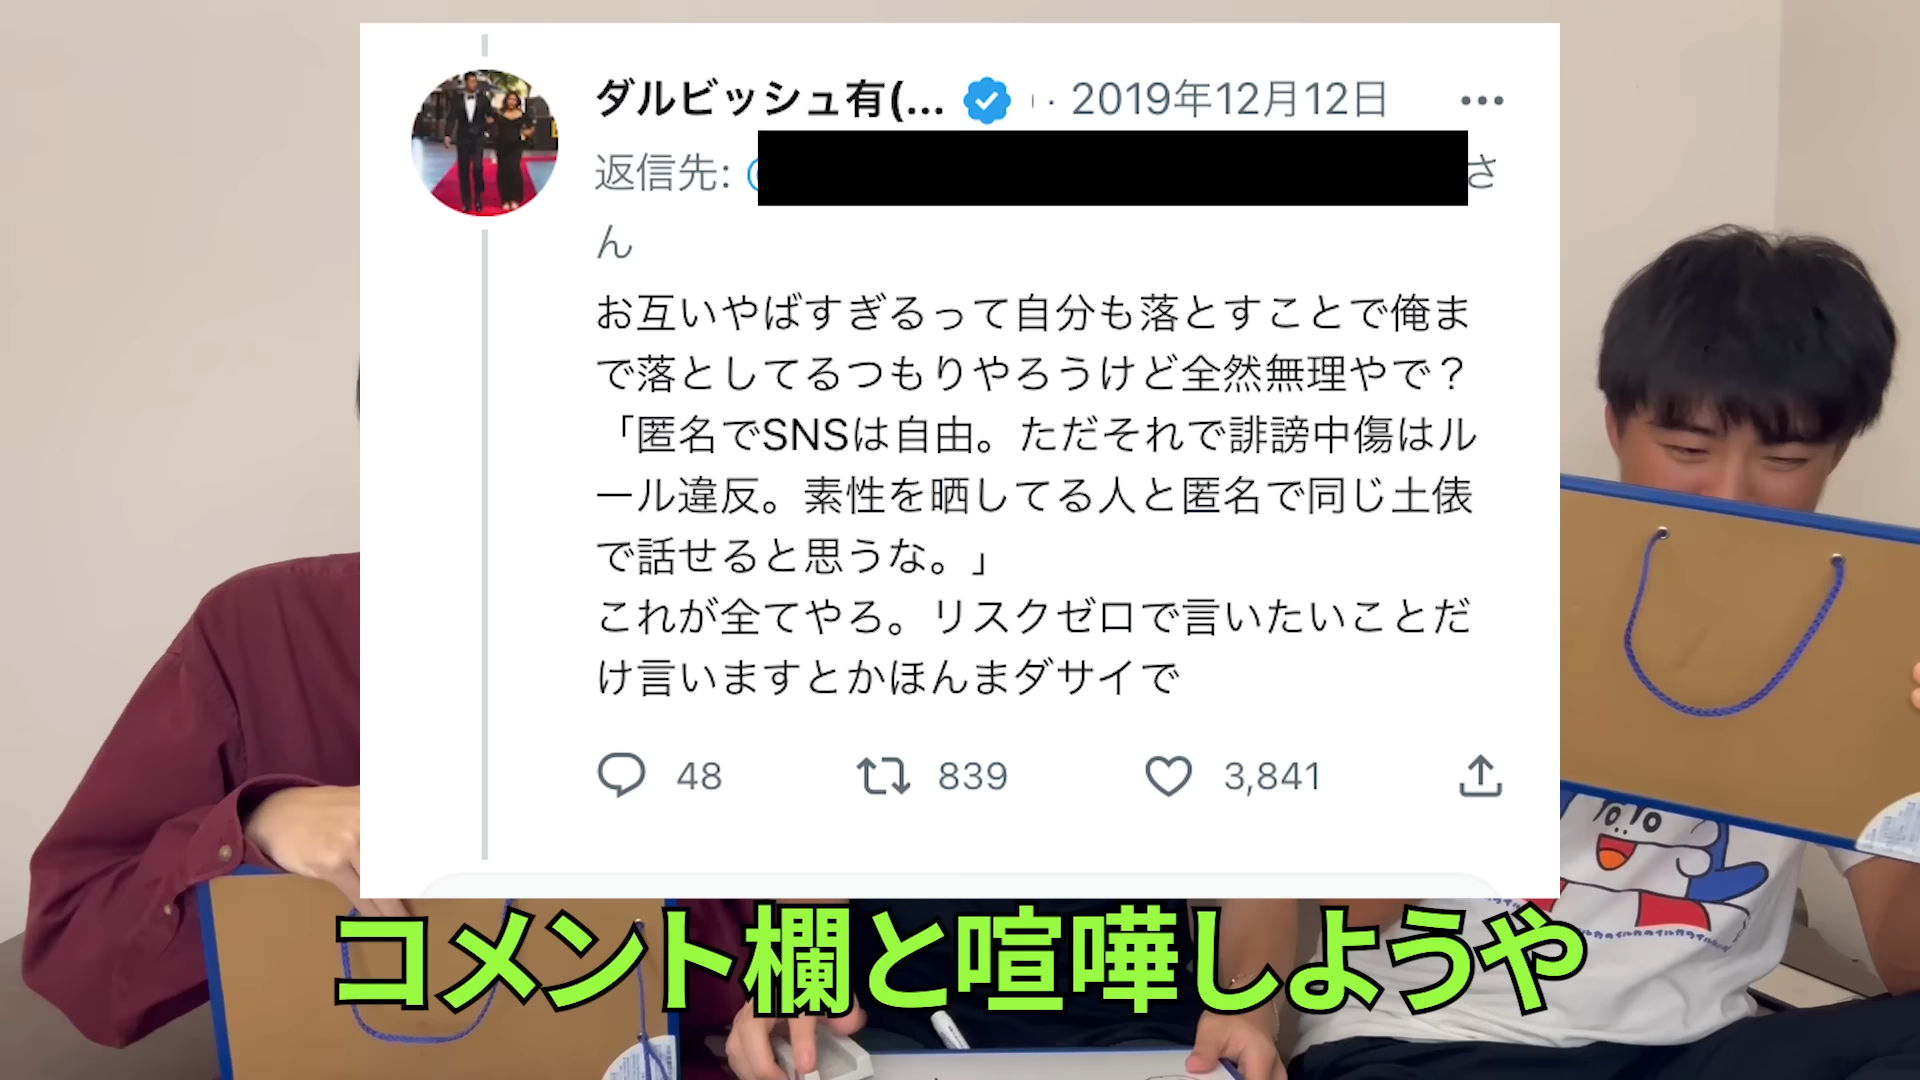 ダルビッシュ有(... · 2019年12月12日
返信先: さ
ん
お互いやばすぎるって自分も落とすことで俺ま
で落としてるつもりやろうけど全然無理やで？
「匿名でSNSは自由。ただそれで誹謗中傷はル
ール違反。素性を晒してる人と匿名で同じ土俵
で話せると思うな。」
これが全てやろ。リスクゼロで言いたいことだ
け言いますとかほんまダサイで
48 839 3,841
コメント欄と喧嘩しようや